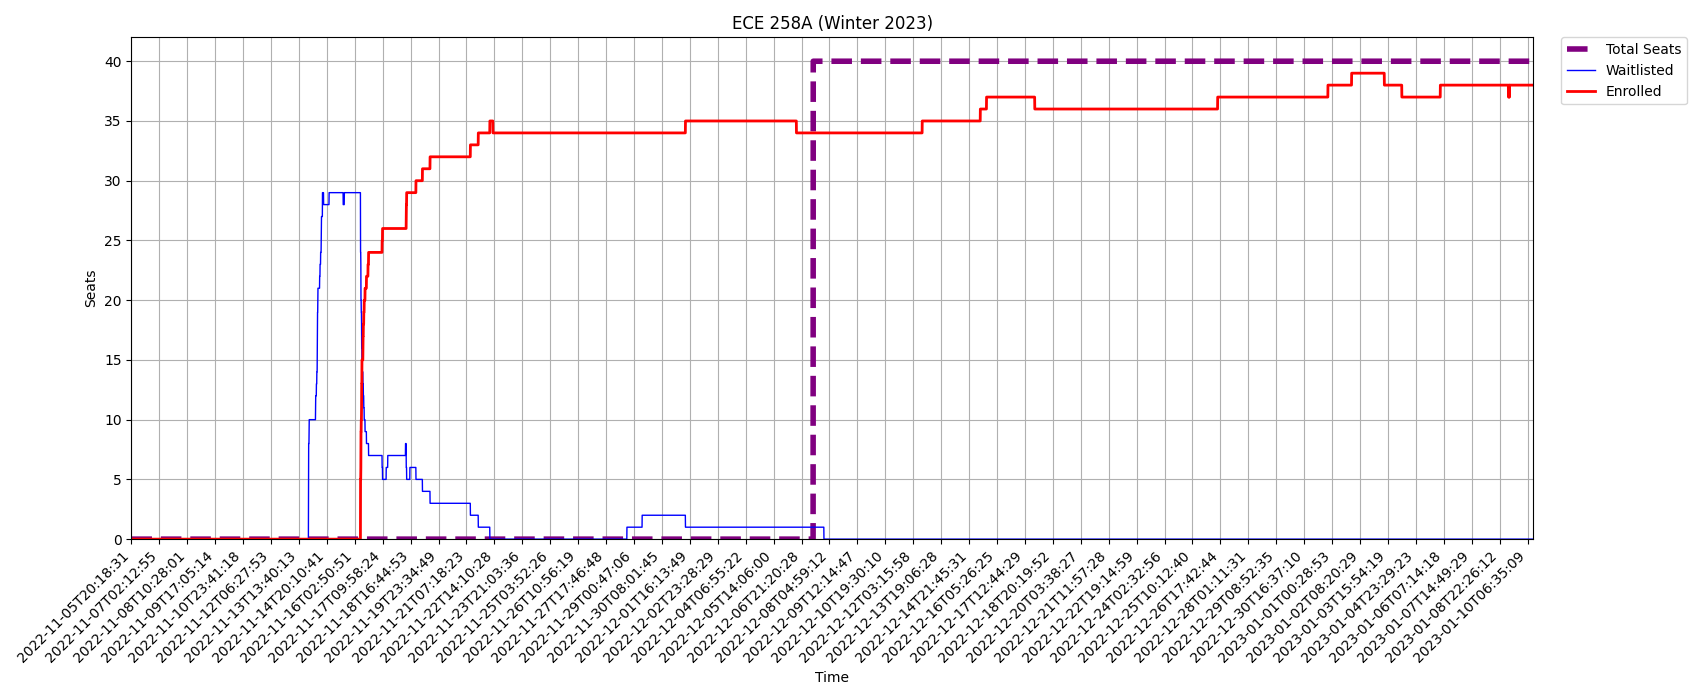 ECE 258A (Winter 2023)
Total Seats
Waitlisted
Enrolled
Seats
40
35
30
25
20
15
10
5
0
2022-11-05T20:18:31
2022-11-07T02:12:55
2022-11-08T10:28:01
2022-11-09T17:05:14
2022-11-10T23:41:18
2022-11-12T06:27:53
2022-11-13T13:40:13
2022-11-14T20:10:41
2022-11-16T02:50:51
2022-11-17T09:58:24
2022-11-18T16:44:53
2022-11-19T23:34:49
2022-11-21T07:18:23
2022-11-22T14:10:28
2022-11-23T21:03:36
2022-11-25T03:52:26
2022-11-26T10:56:19
2022-11-27T17:46:48
2022-11-29T00:47:06
2022-11-30T08:01:45
2022-12-01T16:13:49
2022-12-02T23:28:29
2022-12-04T06:55:22
2022-12-05T14:06:00
2022-12-06T21:20:28
2022-12-08T04:59:12
2022-12-09T12:14:47
2022-12-10T19:30:10
2022-12-12T03:15:58
2022-12-13T19:06:28
2022-12-14T21:45:31
2022-12-16T05:26:25
2022-12-17T12:44:29
2022-12-18T20:19:52
2022-12-20T03:38:27
2022-12-21T11:57:28
2022-12-22T19:14:59
2022-12-24T02:32:56
2022-12-25T10:12:40
2022-12-26T17:42:44
2022-12-28T01:11:31
2022-12-29T08:52:35
2022-12-30T16:37:10
2023-01-01T00:28:53
2023-01-02T08:20:29
2023-01-03T15:54:19
2023-01-04T23:29:23
2023-01-06T07:14:18
2023-01-07T14:49:29
2023-01-08T22:26:12
2023-01-10T06:35:09
Time